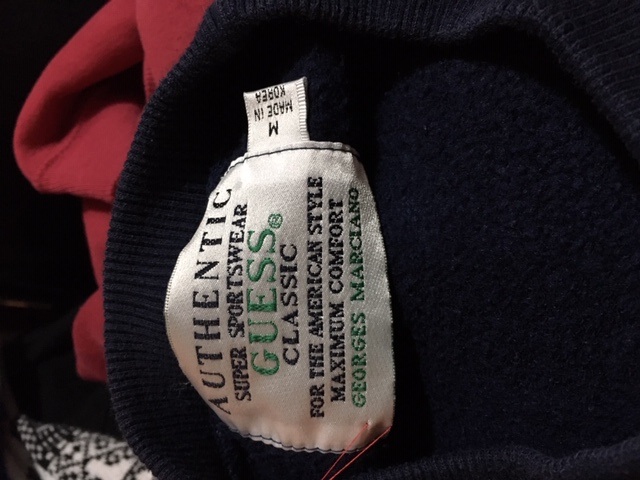 AUTHENTIC
SUPER SPORTSWEAR
GUESS®
CLASSIC
FOR THE AMERICAN STYLE
MAXIMUM COMFORT
GEORGES MARCIANO
M
MADE IN
KOREA